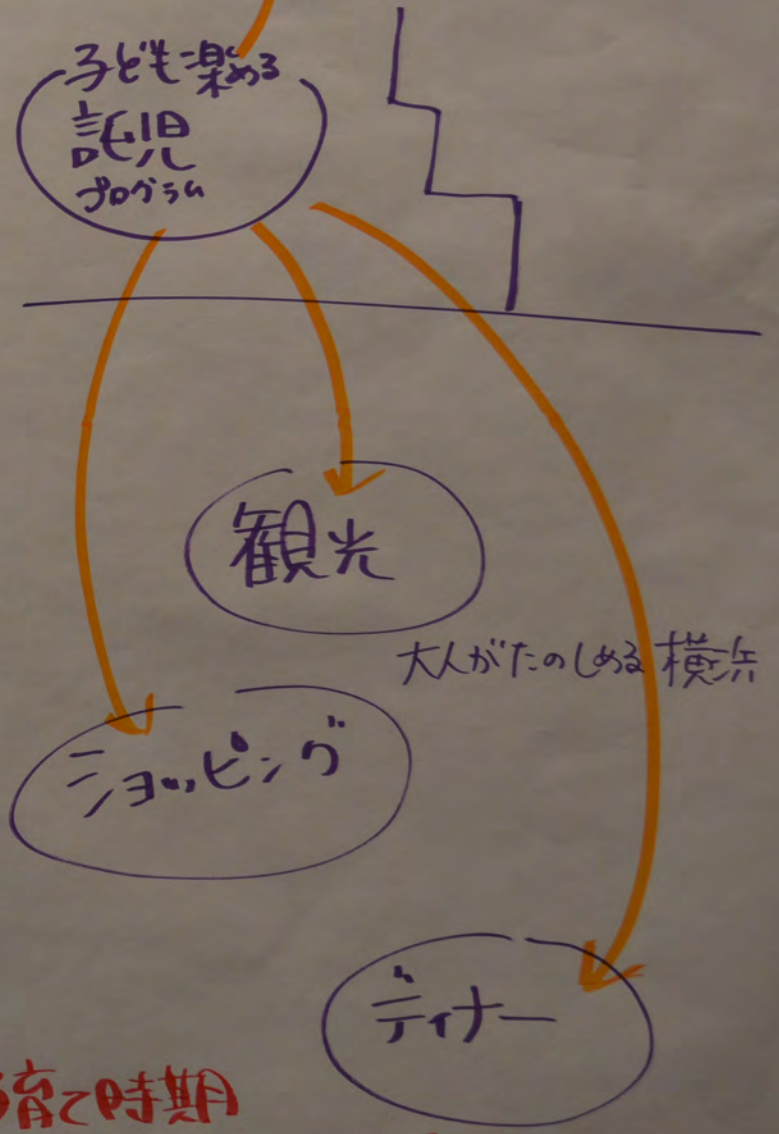 子ども楽める
託児
プログラム
観光
大人がたのしめる横浜
ショッピング
ディナー
育て時期